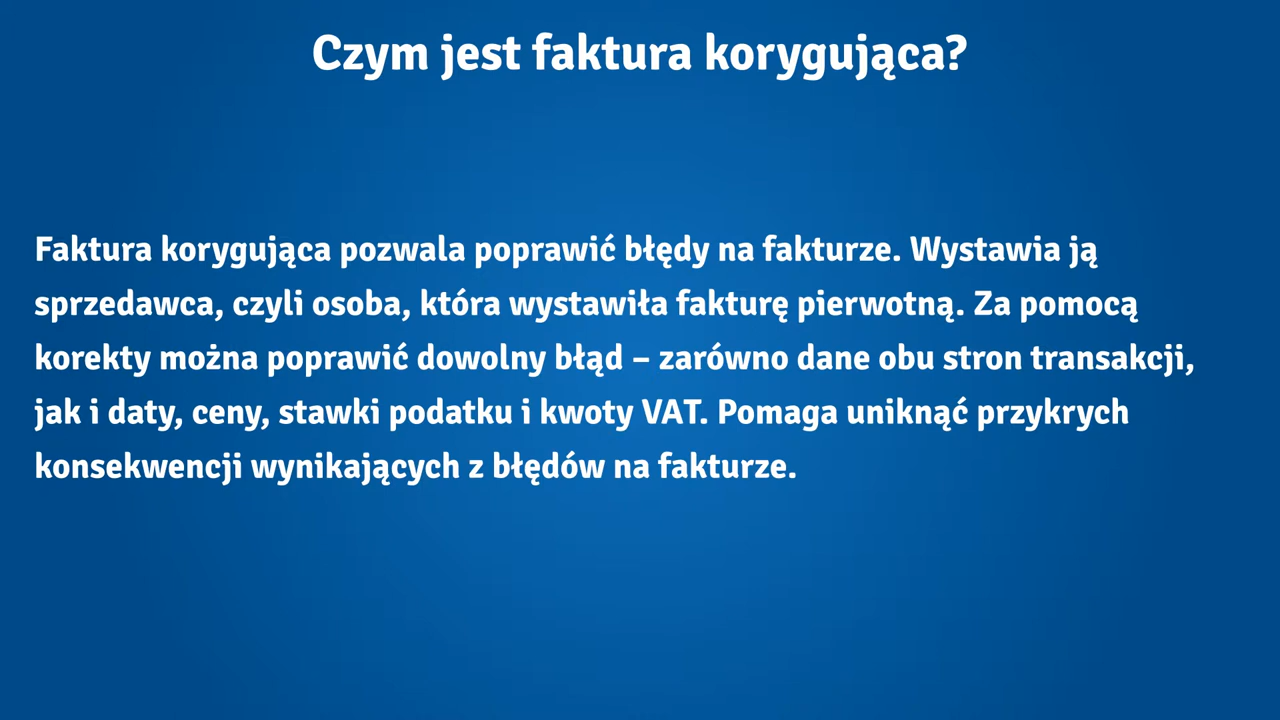 Czym jest faktura korygująca?
Faktura korygująca pozwala poprawić błędy na fakturze. Wystawia ją
sprzedawca, czyli osoba, która wystawiła fakturę pierwotną. Za pomocą
korekty można poprawić dowolny błąd – zarówno dane obu stron transakcji,
jak i daty, ceny, stawki podatku i kwoty VAT. Pomaga uniknąć przykrych
konsekwencji wynikających z błędów na fakturze.